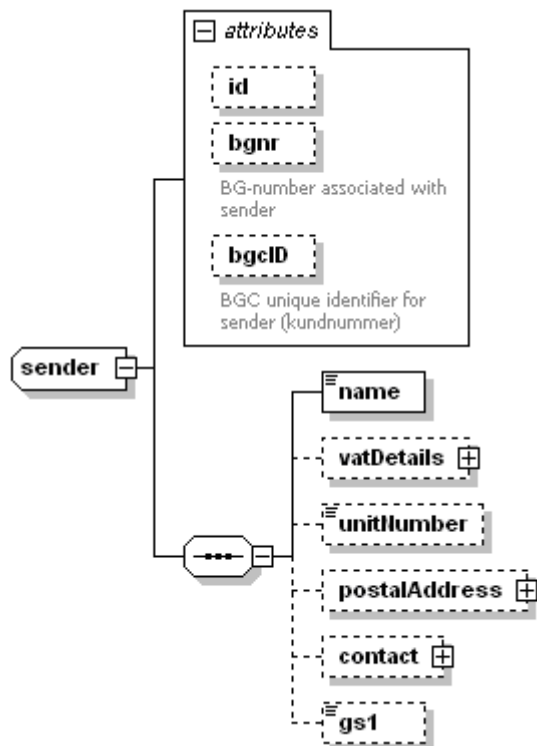 attributes
id
bgnr
BG-number associated with
sender
bgcID
BGC unique identifier for
sender (kundnummer)
sender
name
vatDetails
unitNumber
postalAddress
contact
gs1